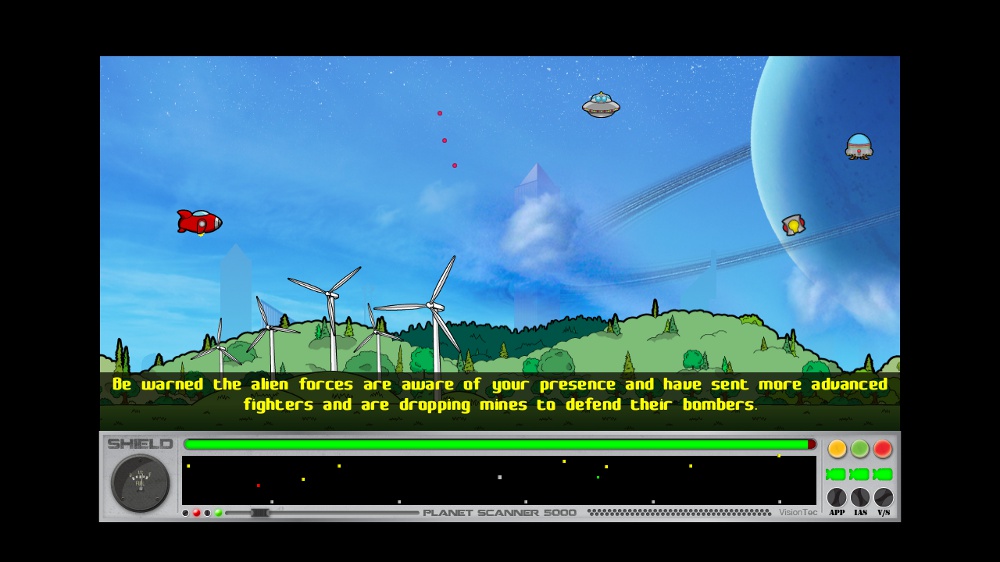 Be warned the alien forces are aware of your presence and have sent more advanced
fighters and are dropping mines to defend their bombers.
SHIELD
PLANET SCANNER 5000
VisionTec
APP IAS V/S